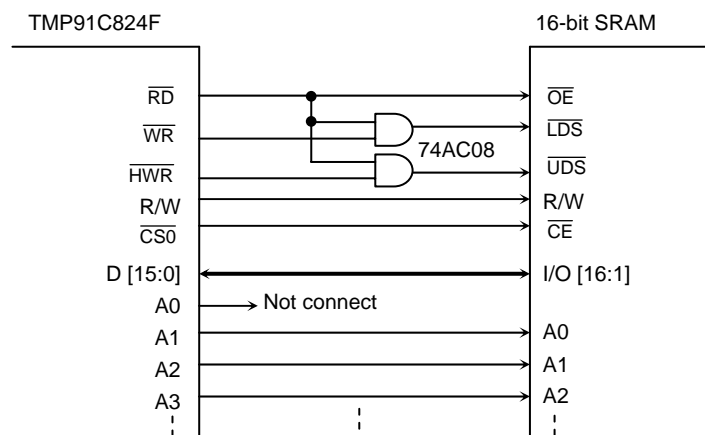 TMP91C824F
16-bit SRAM
RD
OE
WR
LDS
74AC08
HWR
UDS
R/W
R/W
CS0
CE
D [15:0]
I/O [16:1]
A0
Not connect
A1
A0
A2
A1
A3
A2